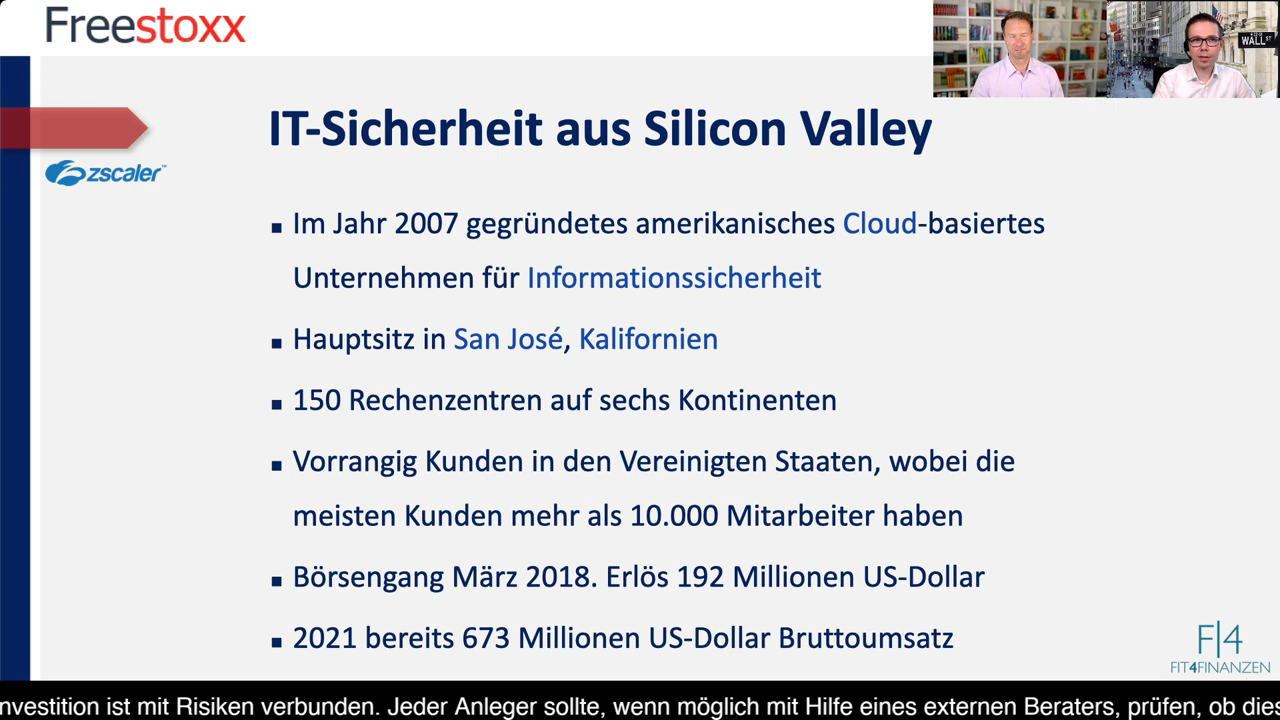 Freestoxx
WALL ST
IT-Sicherheit aus Silicon Valley
zscaler™
▪ Im Jahr 2007 gegründetes amerikanisches Cloud-basiertes
Unternehmen für Informationssicherheit
▪ Hauptsitz in San José, Kalifornien
▪ 150 Rechenzentren auf sechs Kontinenten
▪ Vorrangig Kunden in den Vereinigten Staaten, wobei die
meisten Kunden mehr als 10.000 Mitarbeiter haben
▪ Börsengang März 2018. Erlös 192 Millionen US-Dollar
▪ 2021 bereits 673 Millionen US-Dollar Bruttoumsatz
F|4
FIT4FINANZEN
nvestition ist mit Risiken verbunden. Jeder Anleger sollte, wenn möglich mit Hilfe eines externen Beraters, prüfen, ob dies